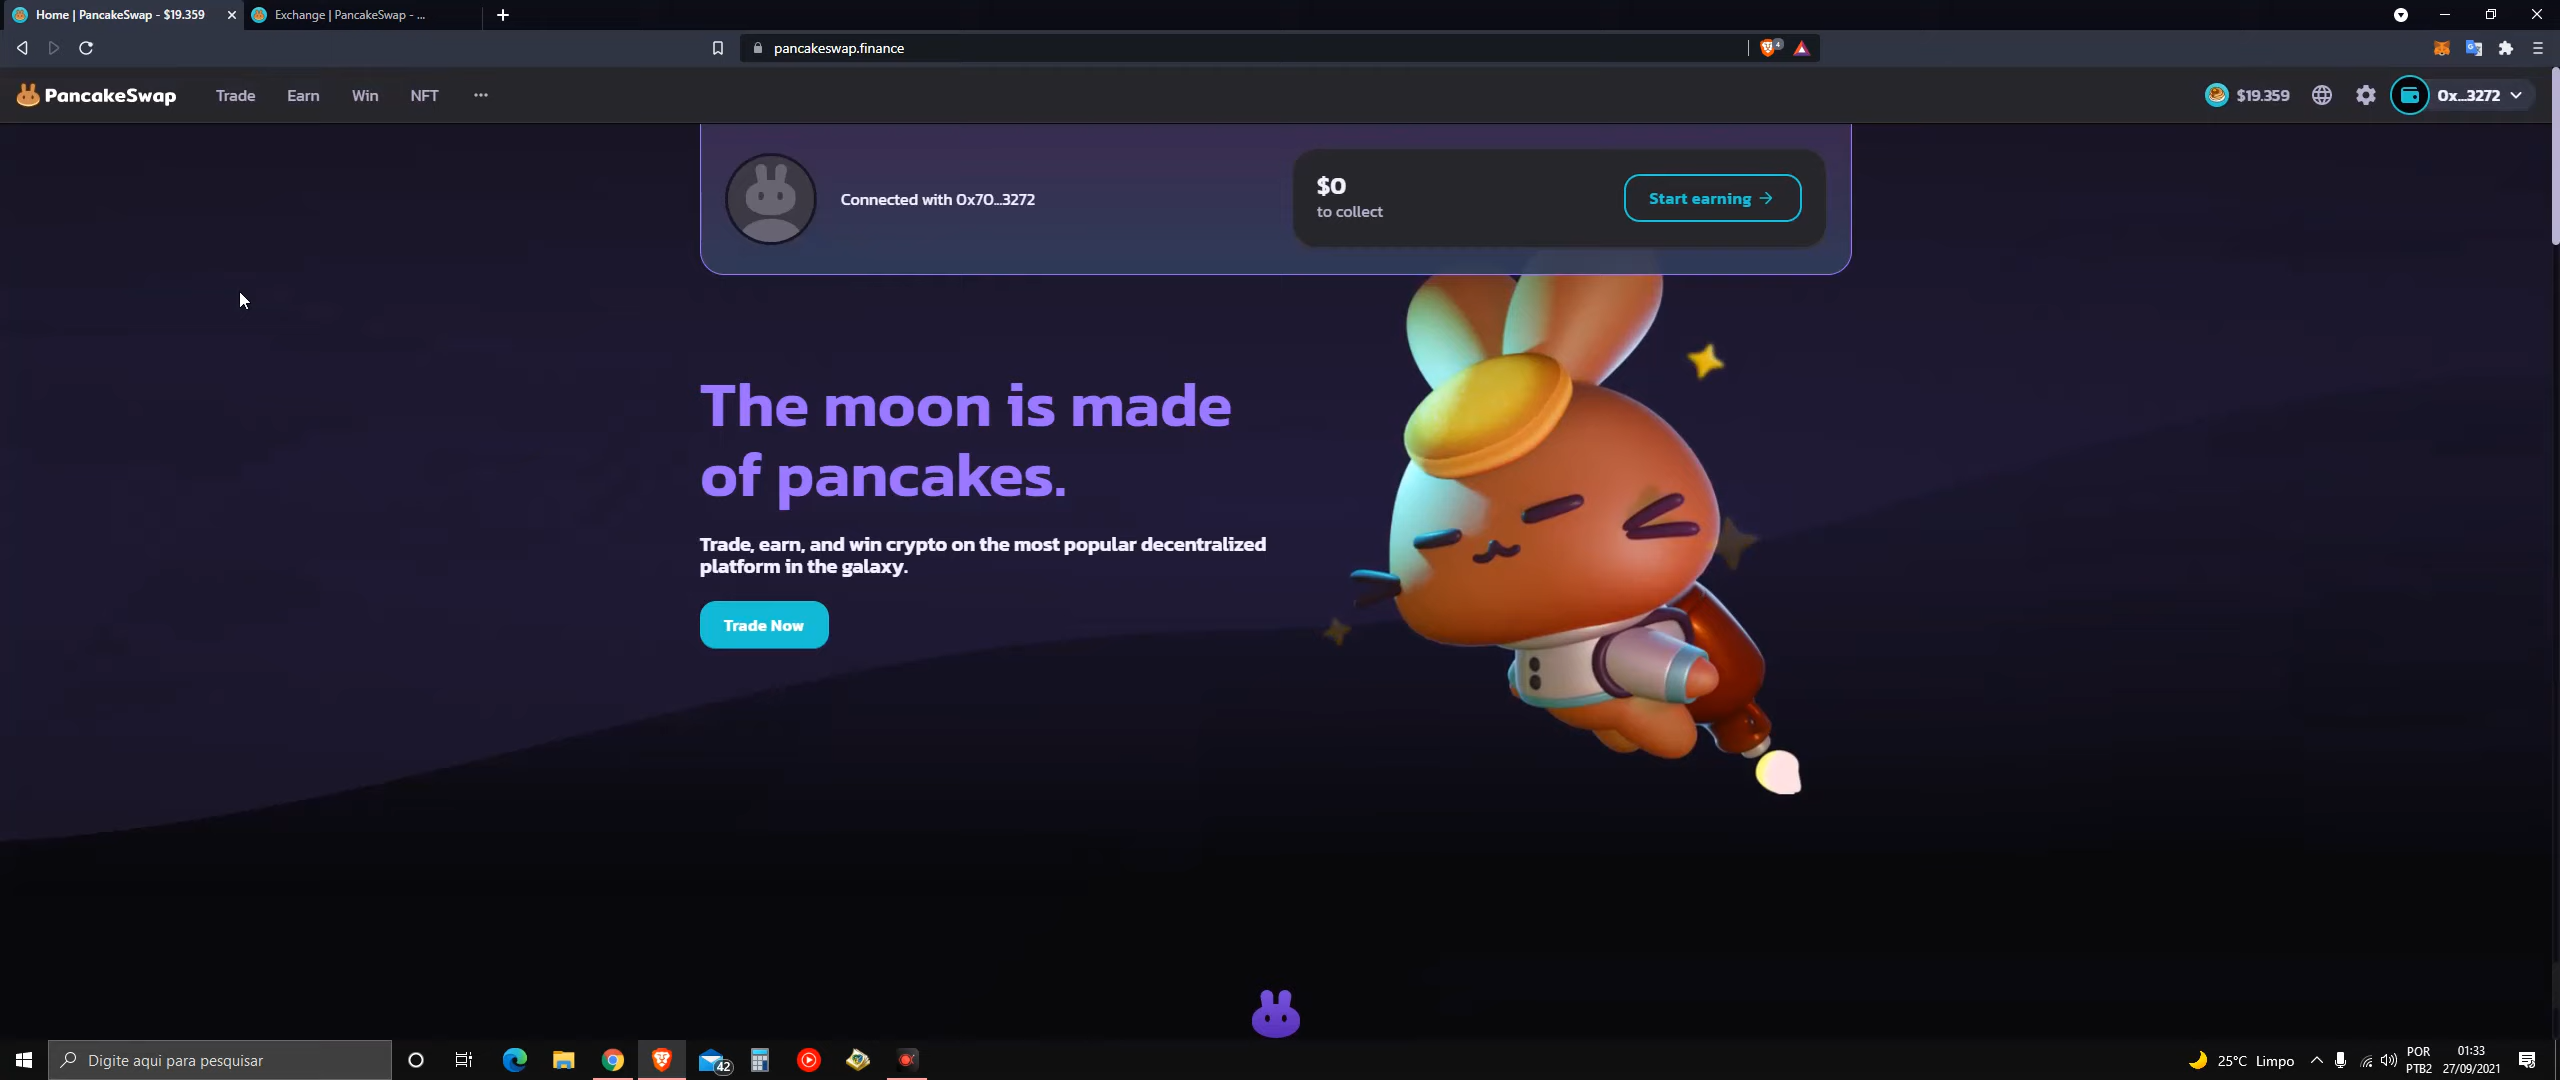 Home | PancakeSwap - $19.359
Exchange | PancakeSwap - ...
pancakeswap.finance
4
PancakeSwap
Trade
Earn
Win
NFT
$19.359
0x...3272
Connected with 0x70...3272
$0
to collect
Start earning
The moon is made
of pancakes.
Trade, earn, and win crypto on the most popular decentralized
platform in the galaxy.
Trade Now
Digite aqui para pesquisar
42
25°C Limpo
POR
PTB2
01:33
27/09/2021